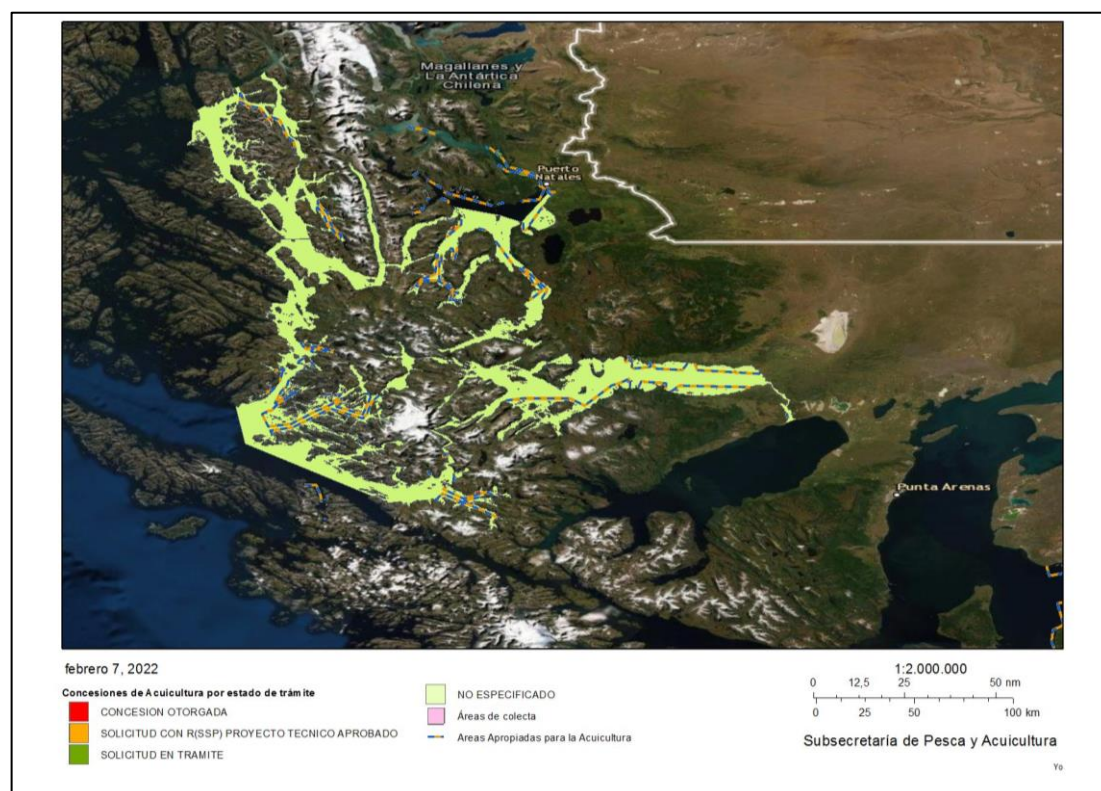 Magallanes y
La Antártica
Chilena
Puerto
Natales
Punta Arenas
febrero 7, 2022
Concesiones de Acuicultura por estado de trámite
CONCESION OTORGADA
SOLICITUD CON R(SSP) PROYECTO TECNICO APROBADO
SOLICITUD EN TRAMITE
NO ESPECIFICADO
Áreas de colecta
Areas Apropiadas para la Acuicultura
1:2.000.000
0 12,5 25 50 nm
0 25 50 100 km
Subsecretaría de Pesca y Acuicultura
Yo